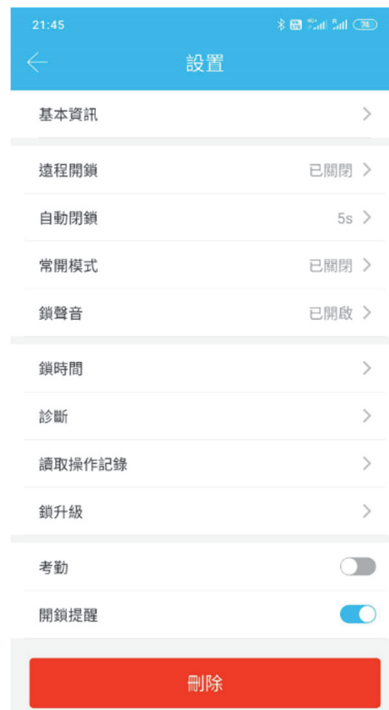 21:45
設置
基本資訊
遠程開鎖 已關閉
自動閉鎖 5s
常開模式 已關閉
鎖聲音 已開啟
鎖時間
診斷
讀取操作記錄
鎖升級
考勤
開鎖提醒
刪除